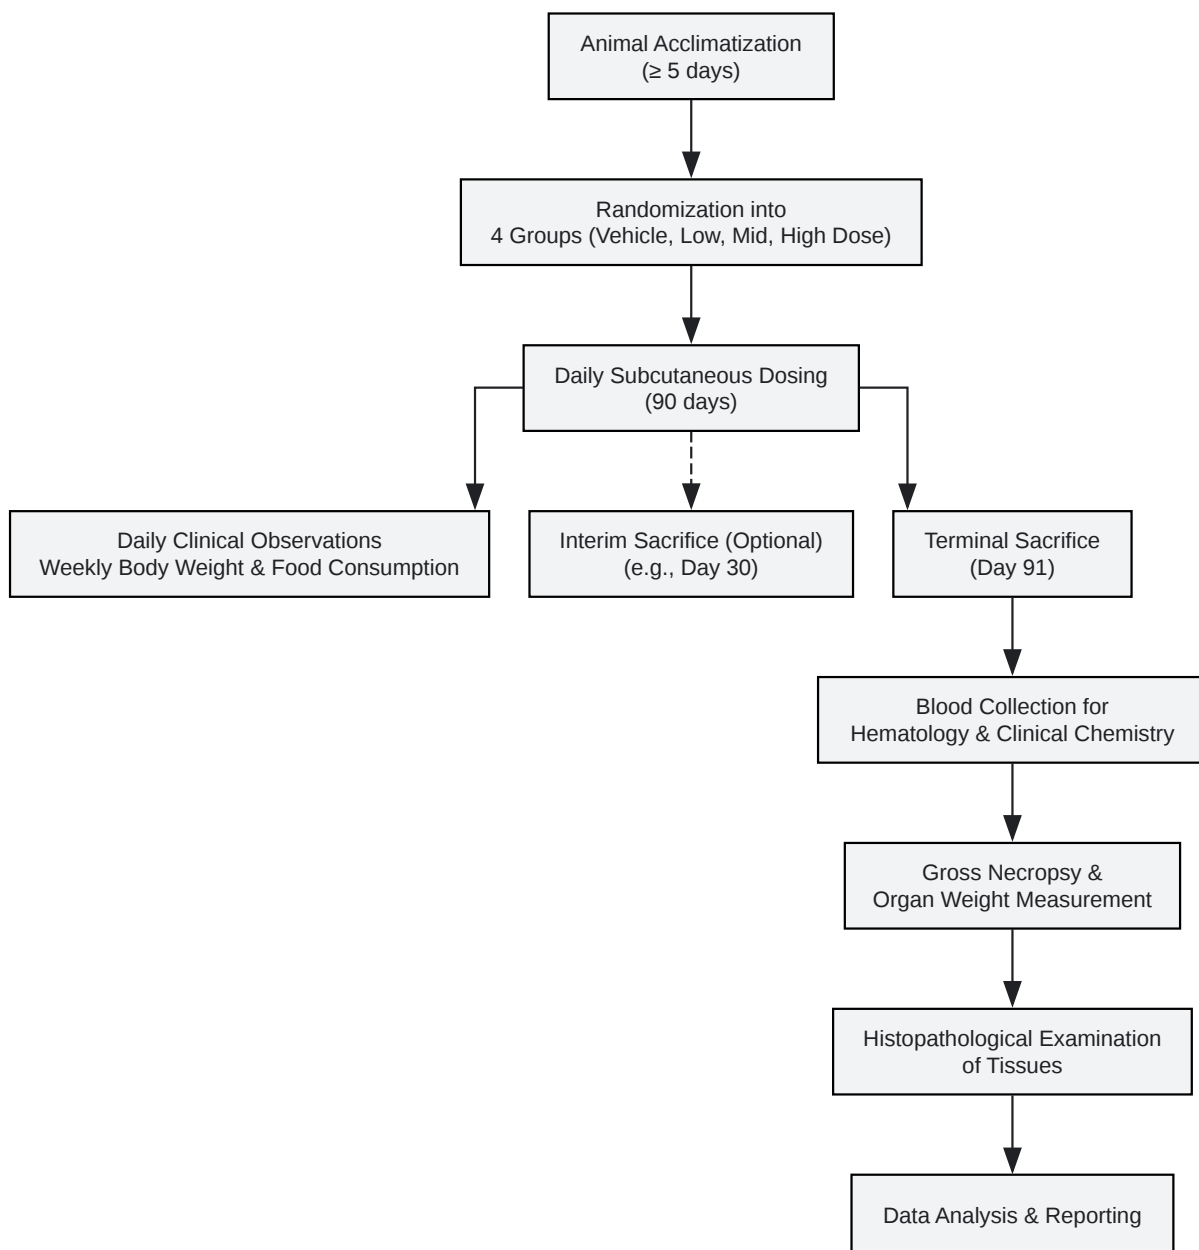 Animal Acclimatization
(≥ 5 days)
Randomization into
4 Groups (Vehicle, Low, Mid, High Dose)
Daily Subcutaneous Dosing
(90 days)
Daily Clinical Observations
Weekly Body Weight & Food Consumption
Interim Sacrifice (Optional)
(e.g., Day 30)
Terminal Sacrifice
(Day 91)
Blood Collection for
Hematology & Clinical Chemistry
Gross Necropsy &
Organ Weight Measurement
Histopathological Examination
of Tissues
Data Analysis & Reporting